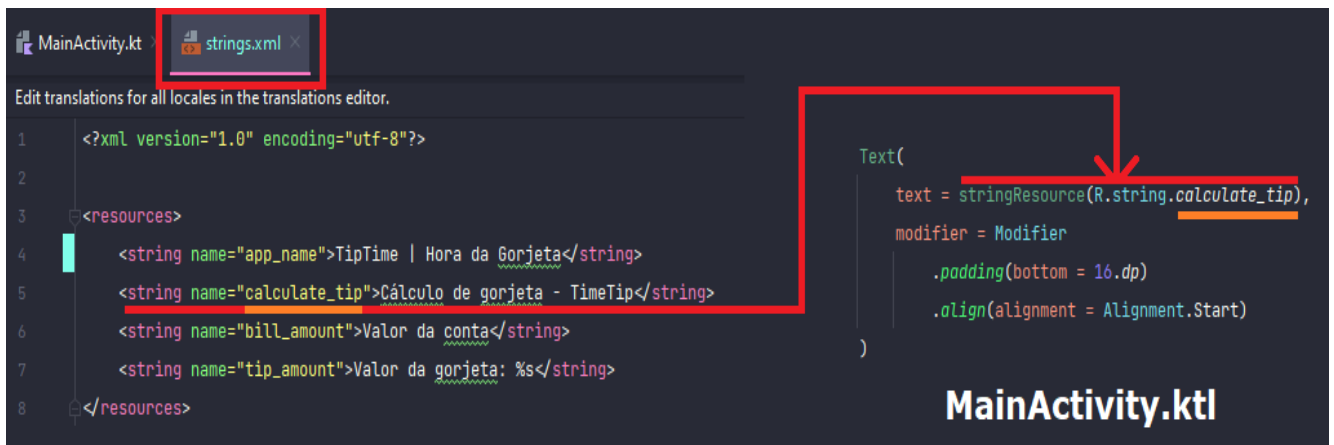 MainActivity.kt
strings.xml
Edit translations for all locales in the translations editor.
1 <?xml version="1.0" encoding="utf-8"?>
2
3 <resources>
4 <string name="app_name">TipTime | Hora da Gorjeta</string>
5 <string name="calculate_tip">Cálculo de gorjeta - TimeTip</string>
6 <string name="bill_amount">Valor da conta</string>
7 <string name="tip_amount">Valor da gorjeta: %s</string>
8 </resources>
Text(
text = stringResource(R.string.calculate_tip),
modifier = Modifier
.padding(bottom = 16.dp)
.align(alignment = Alignment.Start)
)
MainActivity.ktl